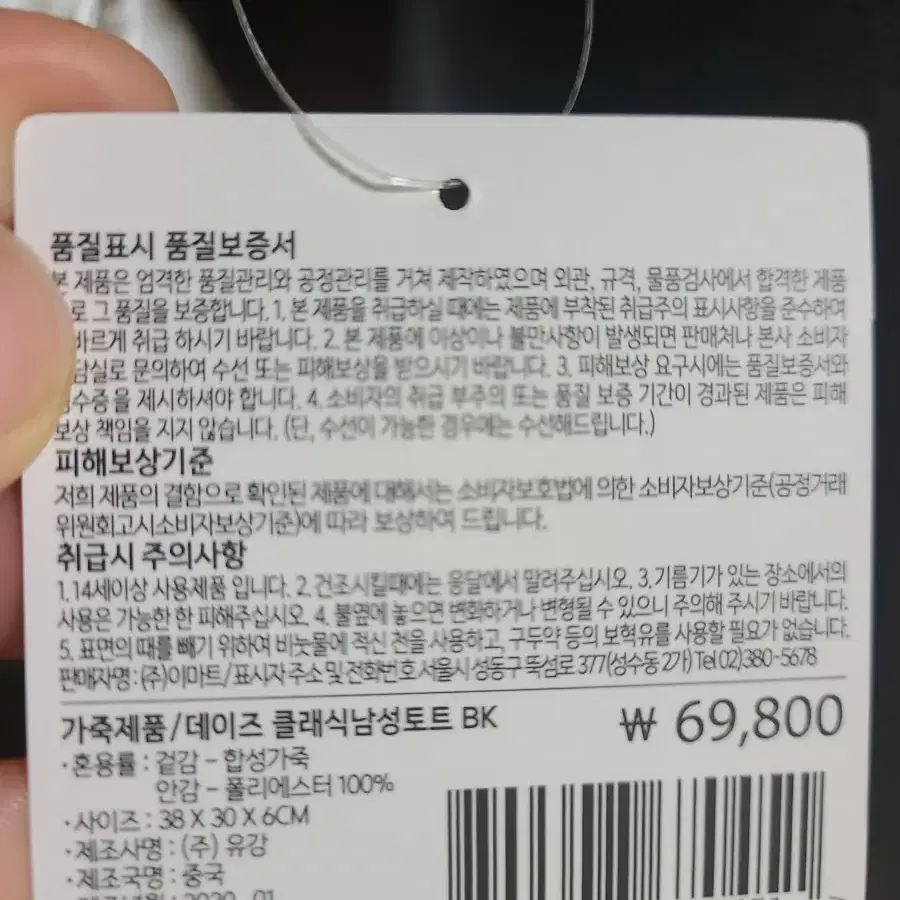 품질표시 품질보증서
본 제품은 엄격한 품질관리와 공정관리를 거쳐 제작하였으며 외관, 규격, 물품검사에서 합격한 제품
로 그 품질을 보증합니다. 1. 본 제품을 취급하실 때에는 제품에 부착된 취급주의 표시사항을 준수하여
바르게 취급 하시기 바랍니다. 2. 본 제품에 이상이나 불만사항이 발생되면 판매처나 본사 소비자
담실로 문의하여 수선 또는 피해보상을 받으시기 바랍니다. 3. 피해보상 요구시에는 품질보증서와
수증을 제시하셔야 합니다. 4. 소비자의 취급 부주의 또는 품질 보증 기간이 경과된 제품은 피해
보상 책임을 지지 않습니다. (단, 수선이 가능한 경우에는 수선해드립니다.)
피해보상기준
저희 제품의 결함으로 확인된 제품에 대해서는 소비자보호법에 의한 소비자보상기준(공정거래
위원회고시소비자보상기준)에 따라 보상하여 드립니다.
취급시 주의사항
1.14세이상 사용제품 입니다. 2. 건조시킬때에는 응달에서 말려주십시오. 3.기름기가 있는 장소에서의
사용은 가능한 한 피해주십시오. 4. 불옆에 놓으면 변화하거나 변형될 수 있으니 주의해 주시기 바랍니다.
5. 표면의 때를 빼기 위하여 비눗물에 적신 천을 사용하고, 구두약 등의 보혁유를 사용할 필요가 없습니다.
판매자명 : (주)이마트/표시자 주소 및 전화번호 서울시 성동구 뚝섬로 377(성수동 2가) Tel 02)380-5678
가죽제품/데이즈 클래식남성토트 BK
₩ 69,800
·혼용률 : 겉감 - 합성가죽
안감 - 폴리에스터 100%
·사이즈 : 38 X 30 X 6CM
·제조사명 : (주) 유강
·제조국명 : 중국